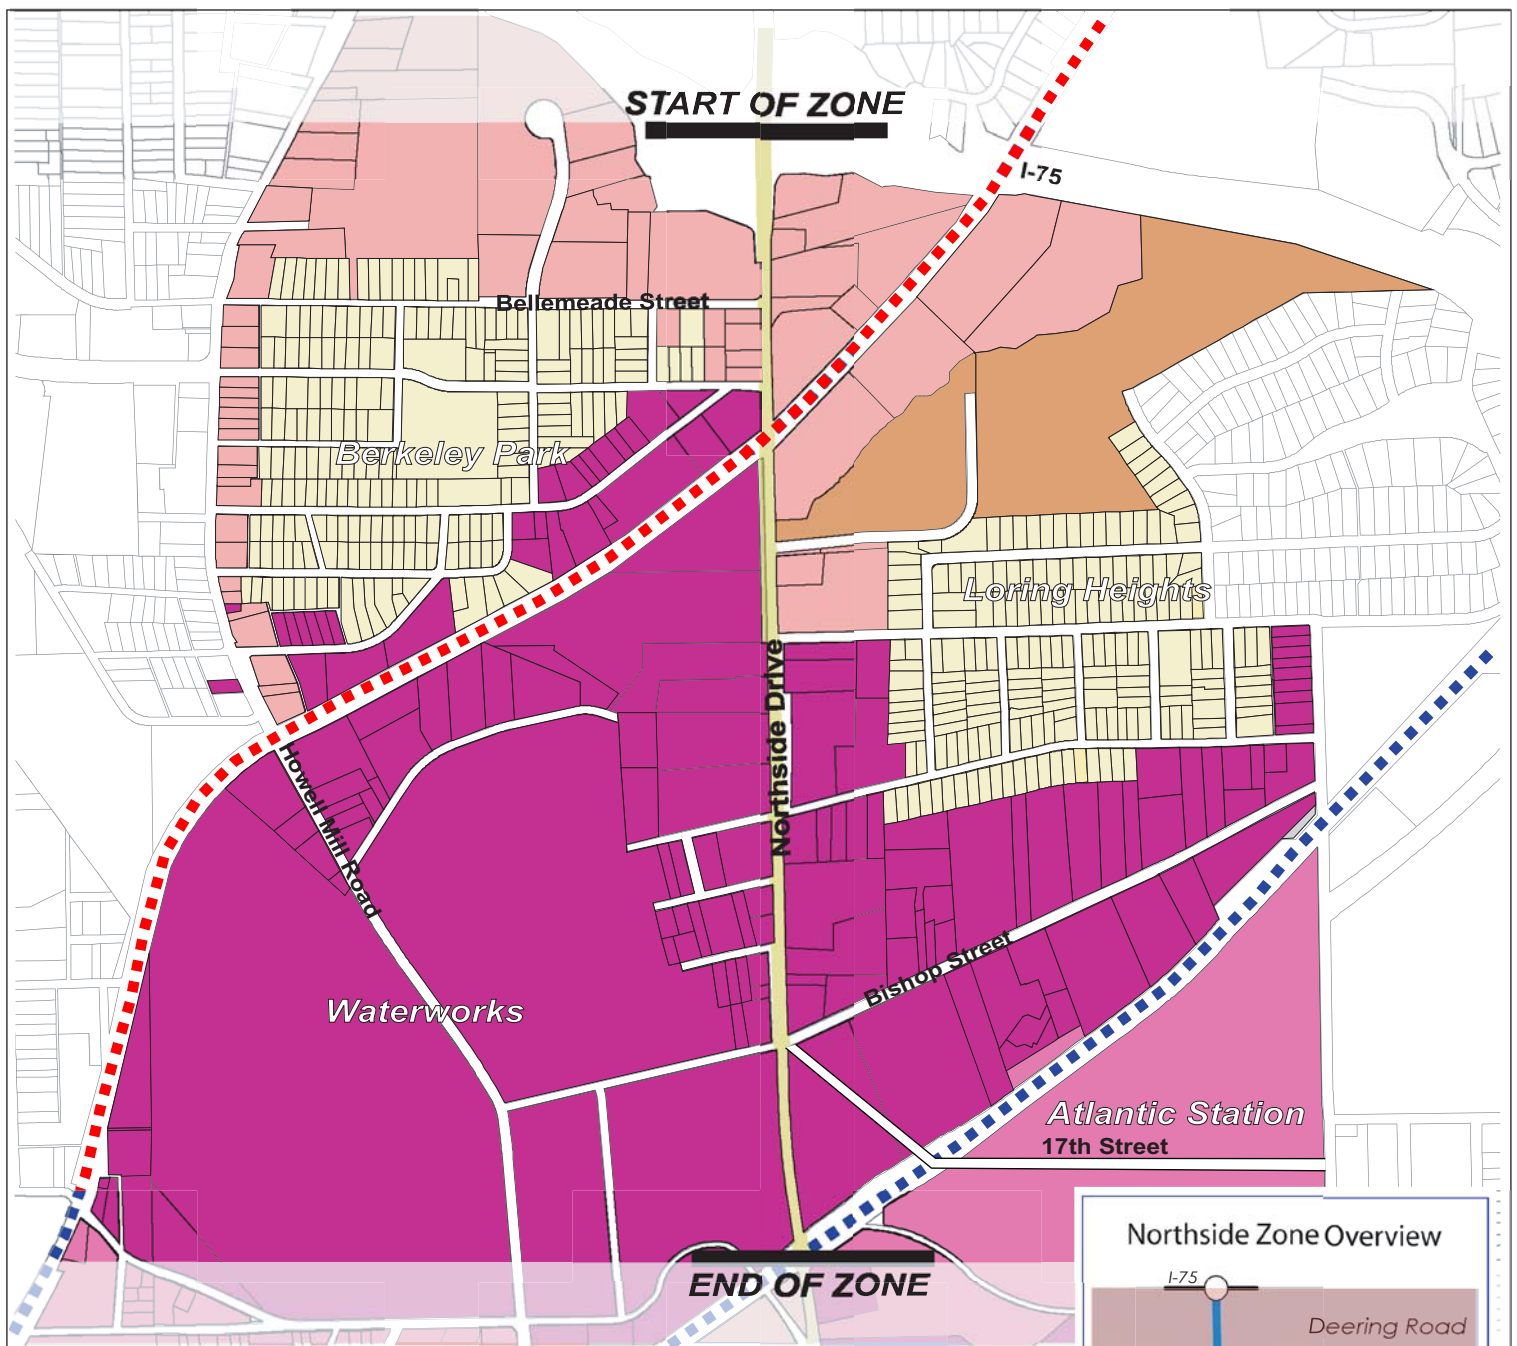 START OF ZONE
I-75
Bellemeade Street
Berkeley Park
Loring Heights
Northside Drive
Howell Mill Road
Bishop Street
Waterworks
Atlantic Station
17th Street
END OF ZONE
Northside Zone Overview
I-75
Deering Road